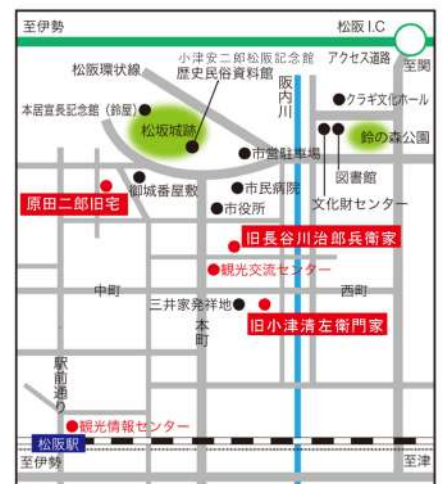 至伊勢
松阪I.C
小津安二郎松阪記念館
アクセス道路
至関
松阪環状線
歴史民俗資料館
阪内川
クラギ文化ホール
本居宣長記念館（鈴屋）
松坂城跡
鈴の森公園
市営駐車場
図書館
御城番屋敷
市民病院
文化財センター
原田二郎旧宅
市役所
旧長谷川治郎兵衛家
観光交流センター
中町
西町
三井家発祥地
本町
旧小津清左衛門家
駅前通り
観光情報センター
松阪駅
至伊勢
至津